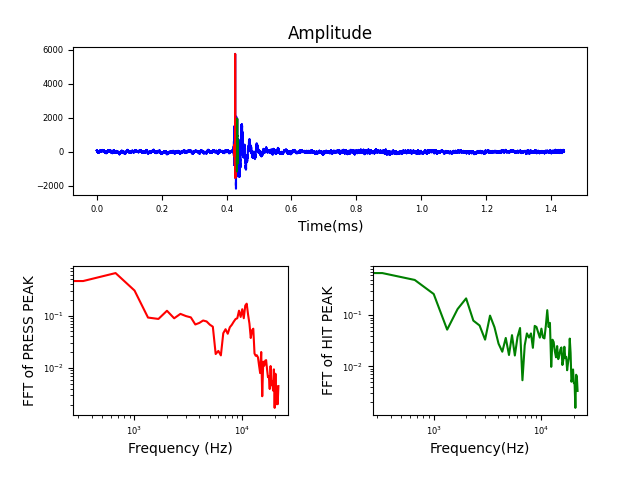 Amplitude
6000
4000
2000
0
−2000
0.0 0.2 0.4 0.6 0.8 1.0 1.2 1.4
Time(ms)
FFT of PRESS PEAK
10⁻¹
10⁻²
10³ 10⁴
Frequency (Hz)
FFT of HIT PEAK
10⁻¹
10⁻²
10³ 10⁴
Frequency(Hz)